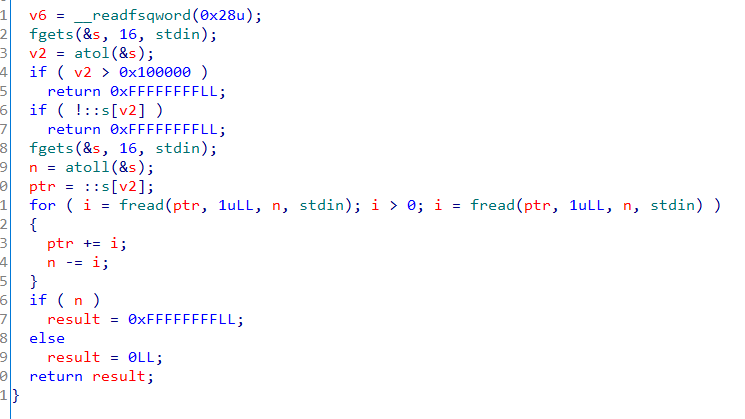 1 v6 = __readfsqword(0x28u);
2 fgets(&s, 16, stdin);
3 v2 = atol(&s);
4 if ( v2 > 0x100000 )
5 return 0xFFFFFFFFLL;
6 if ( !::s[v2] )
7 return 0xFFFFFFFFLL;
8 fgets(&s, 16, stdin);
9 n = atoll(&s);
0 ptr = ::s[v2];
1 for ( i = fread(ptr, 1uLL, n, stdin); i > 0; i = fread(ptr, 1uLL, n, stdin) )
2 {
3 ptr += i;
4 n -= i;
5 }
6 if ( n )
7 result = 0xFFFFFFFFLL;
8 else
9 result = 0LL;
0 return result;
1 }